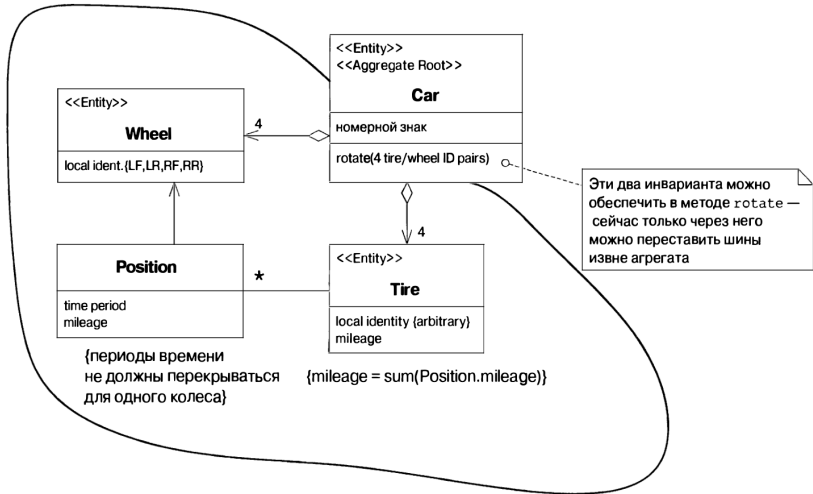 <<Entity>>
<<Aggregate Root>>
Car
номерной знак
rotate(4 tire/wheel ID pairs)
<<Entity>>
Wheel
local ident.{LF,LR,RF,RR}
4
4
Эти два инварианта можно
обеспечить в методе rotate —
сейчас только через него
можно переставить шины
извне агрегата
Position
time period
mileage
*
<<Entity>>
Tire
local identity {arbitrary}
mileage
{периоды времени
не должны перекрываться
для одного колеса}
{mileage = sum(Position.mileage)}